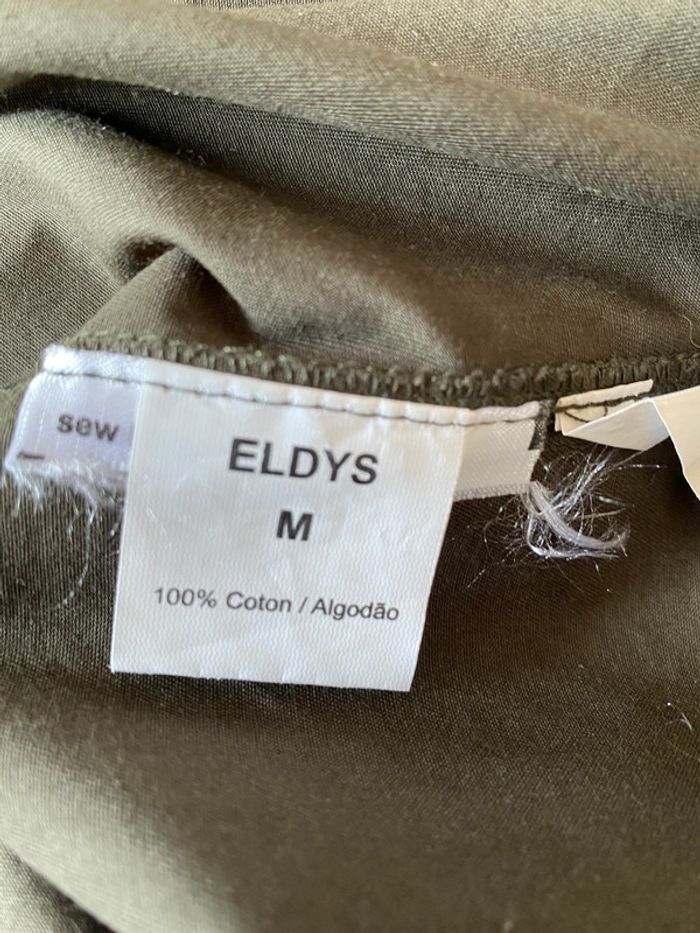 sew
ELDYS
M
100% Coton / Algodão